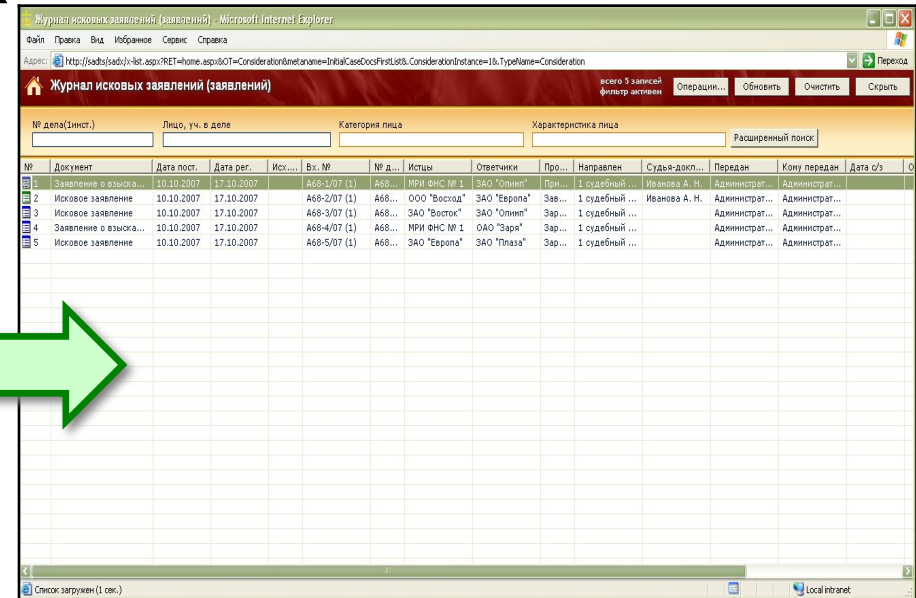 Журнал исковых заявлений (заявлений) - Microsoft Internet Explorer
Файл Правка Вид Избранное Сервис Справка
Адрес: http://sadts/sadx/x-list.aspx?RET=home.aspx&OT=Consideration&metaname=InitialCaseDocsFirstList&.ConsiderationInstance=1&.TypeName=Consideration Переход
Журнал исковых заявлений (заявлений) всего 5 записей фильтр активен Операции... Обновить Очистить Скрыть
№ дела(1инст.) Лицо, уч. в деле Категория лица Характеристика лица
Расширенный поиск
№ Документ Дата пост. Дата рег. Исх.... Вх. № № д... Истцы Ответчики Про... Направлен Судья-докл... Передан Кому передан Дата о/з О
1 Заявление о взыска... 10.10.2007 17.10.2007 А68-1/07 (1) А68... МРИ ФНС № 1 ЗАО "Олимп" При... 1 судебный ... Иванова А. Н. Администрат... Администрат...
2 Исковое заявление 10.10.2007 17.10.2007 А68-2/07 (1) А68... ООО "Восход" ЗАО "Европа" Зав... 1 судебный ... Иванова А. Н. Администрат... Администрат...
3 Исковое заявление 10.10.2007 17.10.2007 А68-3/07 (1) А68... ЗАО "Восток" ЗАО "Олимп" Зар... 1 судебный ... Администрат... Администрат...
4 Заявление о взыска... 10.10.2007 17.10.2007 А68-4/07 (1) А68... МРИ ФНС № 1 ОАО "Заря" Зар... 1 судебный ... Администрат... Администрат...
5 Исковое заявление 10.10.2007 17.10.2007 А68-5/07 (1) А68... ЗАО "Европа" ЗАО "Плаза" Зар... 1 судебный ... Администрат... Администрат...
Список загружен (1 сек.) Local intranet